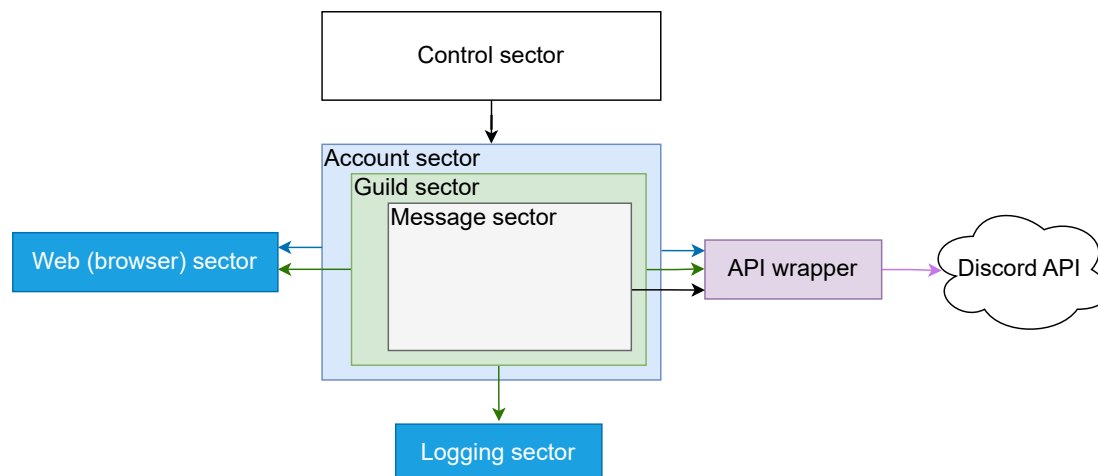 Control sector
Account sector
Guild sector
Message sector
Web (browser) sector
API wrapper
Discord API
Logging sector